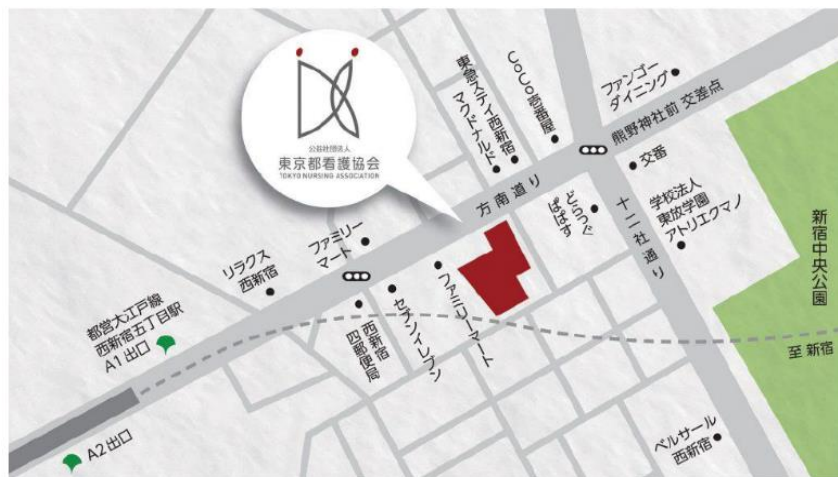 公益社団法人
東京都看護協会
TOKYO NURSING ASSOCIATION
東急ステイ西新宿
マクドナルド
CoCo壱番屋
ファンゴー
ダイニング
熊野神社前 交差点
交番
学校法人
東放学園
アトリエクマノ
新宿中央公園
方南道り
どらっぐ
ぱぱす
十二社通り
ファミリー
マート
リラクス
西新宿
都営大江戸線
西新宿五丁目駅
A1 出口
西新宿
四郵便局
セブンイレブン
ファミリーマート
至 新宿
A2 出口
ベルサール
西新宿